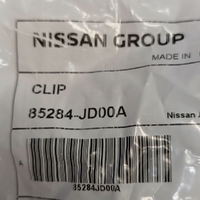 NISSAN GROUP
MADE IN
CLIP
85284-JD00A
Nissan
A
85284JD00A